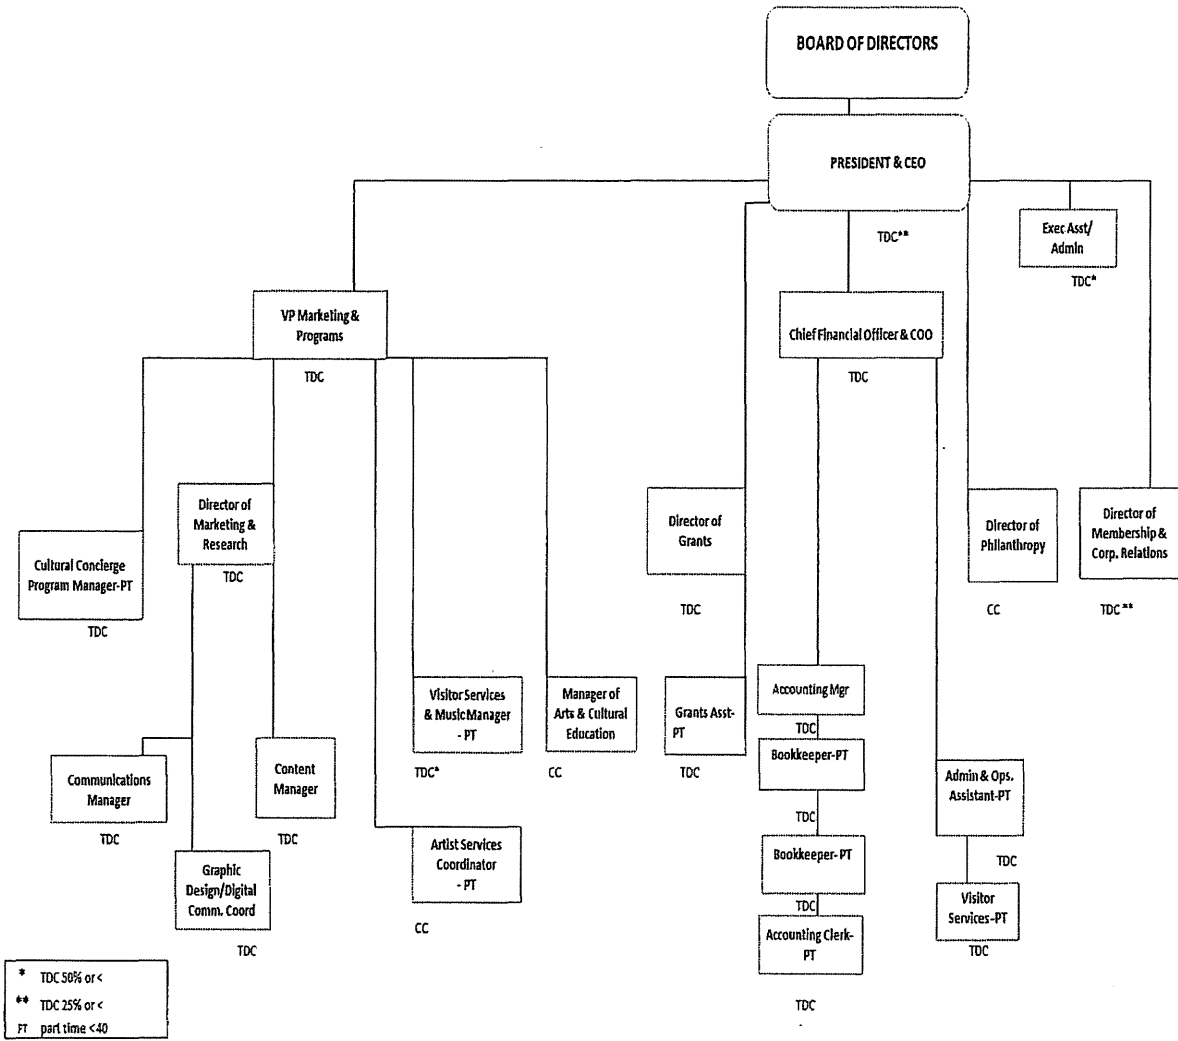 BOARD OF DIRECTORS
PRESIDENT & CEO
TDC**
Exec Asst/
Admin
TDC*
VP Marketing &
Programs
TDC
Chief Financial Officer & COO
TDC
Cultural Concierge
Program Manager-PT
TDC
Director of
Marketing &
Research
TDC
Director of
Grants
TDC
Director of
Philanthropy
CC
Director of
Membership &
Corp. Relations
TDC **
Visitor Services
& Music Manager
- PT
TDC*
Manager of
Arts & Cultural
Education
CC
Grants Asst-
PT
TDC
Accounting Mgr
TDC
Bookkeeper-PT
TDC
Bookkeeper- PT
TDC
Accounting Clerk-
PT
TDC
Admin & Ops.
Assistant-PT
TDC
Visitor
Services-PT
TDC
Communications
Manager
TDC
Content
Manager
TDC
Graphic
Design/Digital
Comm. Coord
TDC
Artist Services
Coordinator
- PT
CC
* TDC 50% or <
** TDC 25% or <
PT part time <40